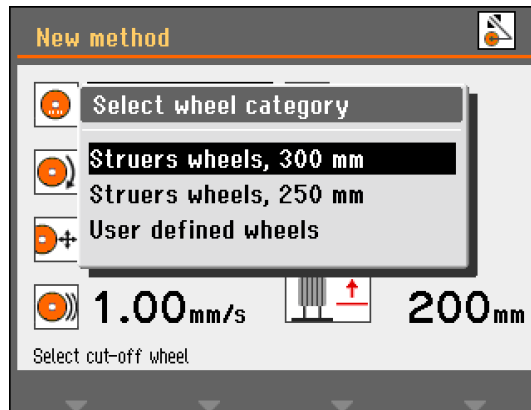 New method
Select wheel category
Struers wheels, 300 mm
Struers wheels, 250 mm
User defined wheels
1.00mm/s
200mm
Select cut-off wheel